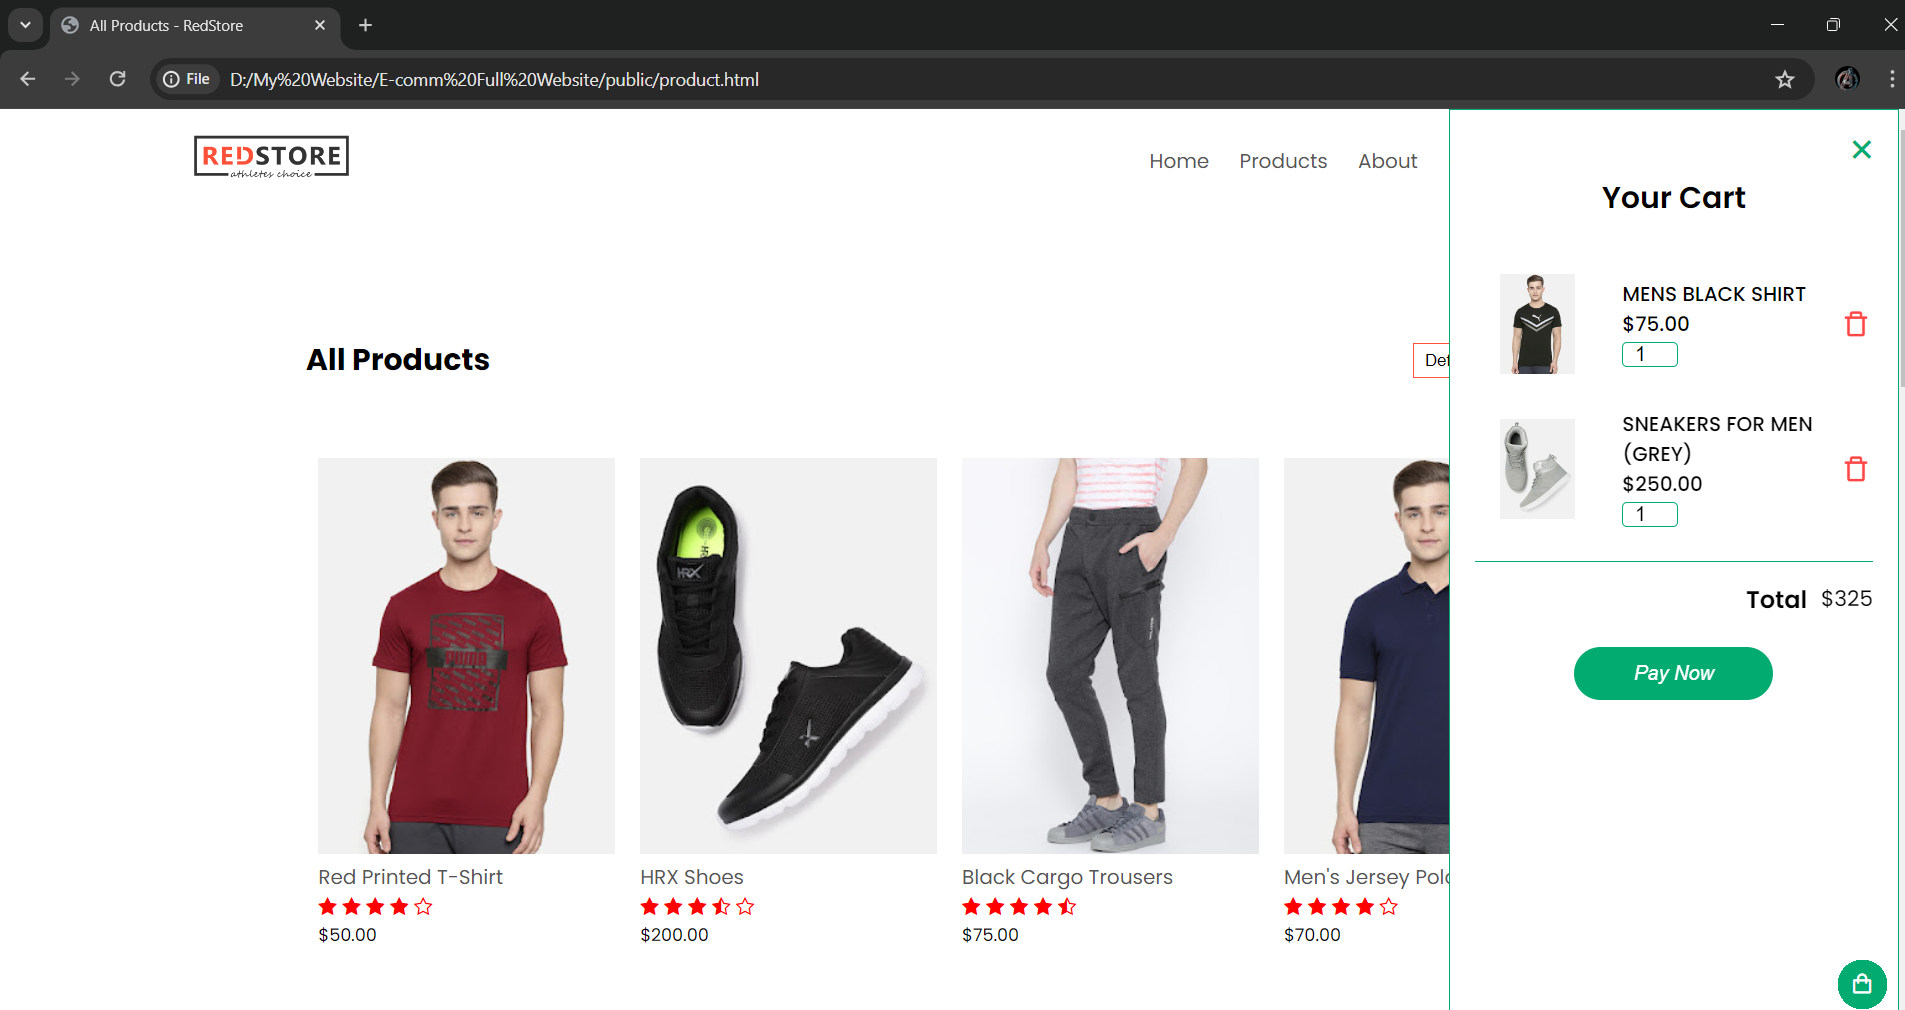 All Products - RedStore
File
D:/My%20Website/E-comm%20Full%20Website/public/product.html
REDSTORE
athletes choice
Home
Products
About
Your Cart
MENS BLACK SHIRT
$75.00
1
SNEAKERS FOR MEN
(GREY)
$250.00
1
Total $325
Pay Now
All Products
Def
HRX
HRX
PUMA
Red Printed T-Shirt
$50.00
HRX Shoes
$200.00
Black Cargo Trousers
$75.00
Men's Jersey Polo
$70.00